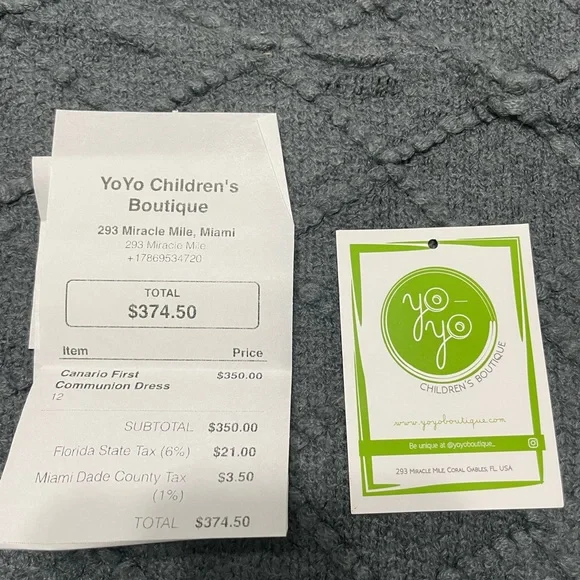 YoYo Children's
Boutique
293 Miracle Mile, Miami
293 Miracle Mile
+17869534720
TOTAL
$374.50
Item Price
Canario First $350.00
Communion Dress
12
SUBTOTAL $350.00
Florida State Tax (6%) $21.00
Miami Dade County Tax $3.50
(1%)
TOTAL $374.50
yo-
yo
CHILDREN'S BOUTIQUE
www.yoyoboutique.com
Be unique at @yoyoboutique_
293 MIRACLE MILE, CORAL GABLES, FL, USA